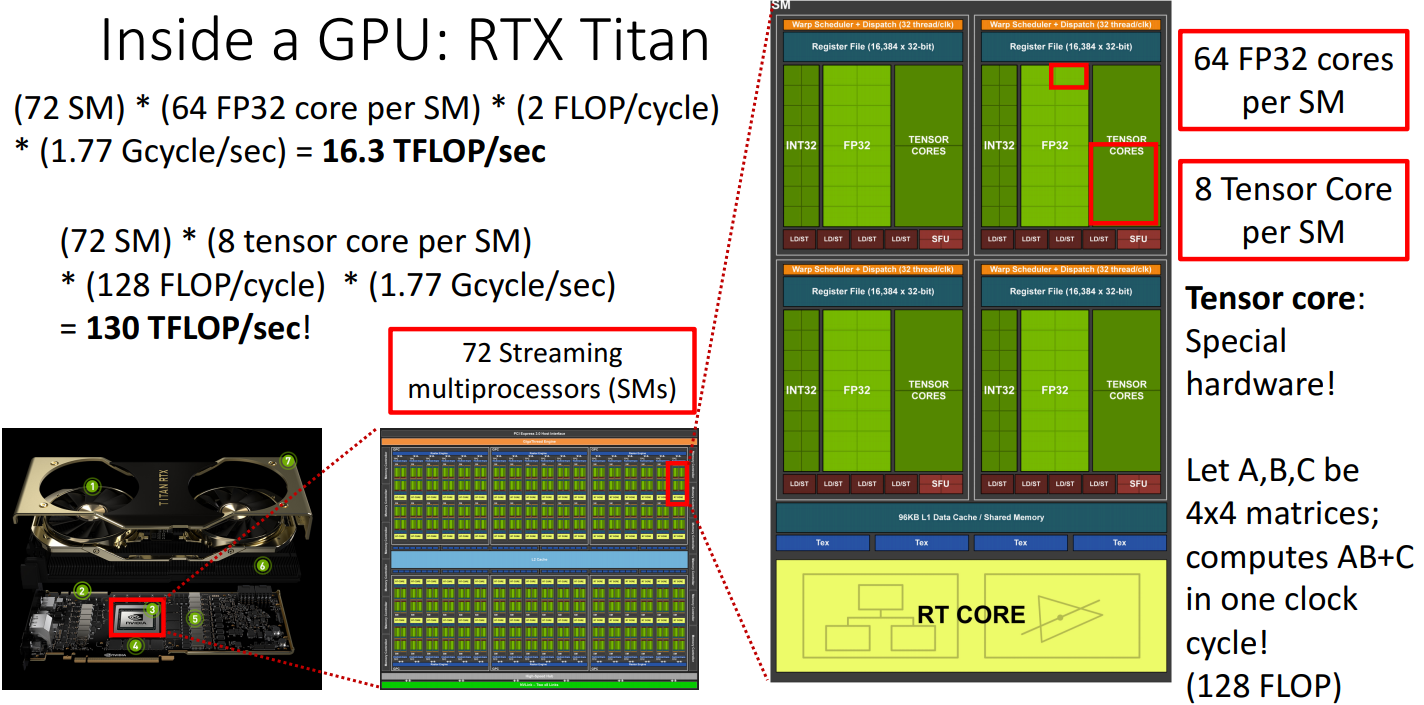 Inside a GPU: RTX Titan
(72 SM) * (64 FP32 core per SM) * (2 FLOP/cycle)
* (1.77 Gcycle/sec) = 16.3 TFLOP/sec
(72 SM) * (8 tensor core per SM)
* (128 FLOP/cycle) * (1.77 Gcycle/sec)
= 130 TFLOP/sec!
72 Streaming
multiprocessors (SMs)
1
TITAN RTX
7
6
2
3
NVIDIA
5
4
PCI Express 3.0 Host Interface
L2 Cache
SM
Warp Scheduler + Dispatch (32 thread/clk)
Register File (16,384 x 32-bit)
INT32
FP32
TENSOR
CORES
LD/ST
LD/ST
LD/ST
LD/ST
SFU
Warp Scheduler + Dispatch (32 thread/clk)
Register File (16,384 x 32-bit)
INT32
FP32
TENSOR
CORES
LD/ST
LD/ST
LD/ST
LD/ST
SFU
Warp Scheduler + Dispatch (32 thread/clk)
Register File (16,384 x 32-bit)
INT32
FP32
TENSOR
CORES
LD/ST
LD/ST
LD/ST
LD/ST
SFU
Warp Scheduler + Dispatch (32 thread/clk)
Register File (16,384 x 32-bit)
INT32
FP32
TENSOR
CORES
LD/ST
LD/ST
LD/ST
LD/ST
SFU
96KB L1 Data Cache / Shared Memory
Tex
Tex
Tex
Tex
RT CORE
64 FP32 cores
per SM
8 Tensor Core
per SM
Tensor core:
Special
hardware!
Let A,B,C be
4x4 matrices;
computes AB+C
in one clock
cycle!
(128 FLOP)